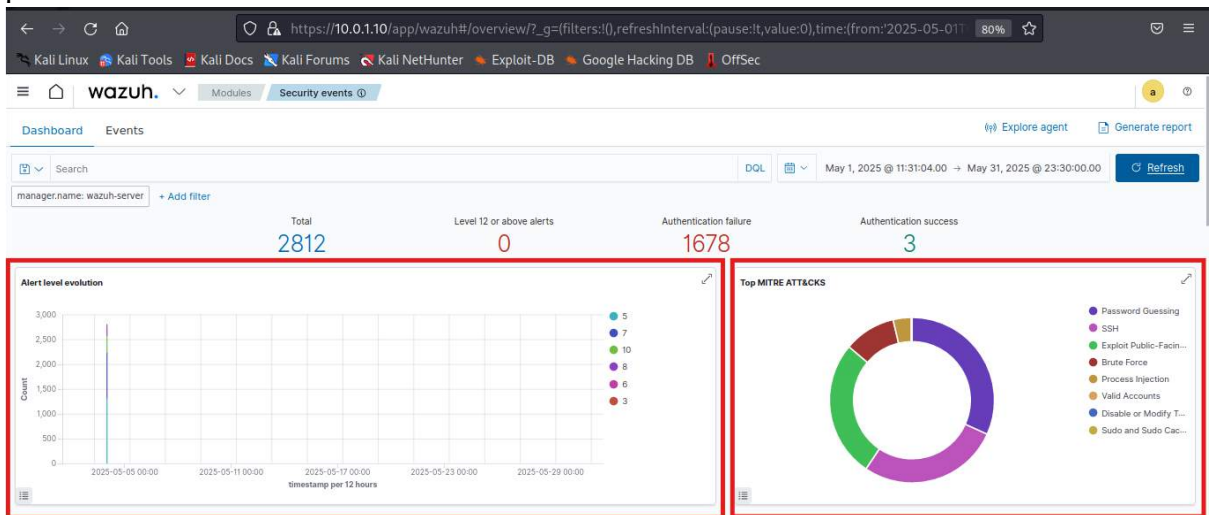 https://10.0.1.10/app/wazuh#/overview/?_g=(filters:!(),refreshInterval:(pause:!t,value:0),time:(from:'2025-05-01T
80%
Kali Linux Kali Tools Kali Docs Kali Forums Kali NetHunter Exploit-DB Google Hacking DB OffSec
wazuh. Modules Security events a
Dashboard Events Explore agent Generate report
Search DQL May 1, 2025 @ 11:31:04.00 → May 31, 2025 @ 23:30:00.00 Refresh
manager.name: wazuh-server + Add filter
Total Level 12 or above alerts Authentication failure Authentication success
2812 0 1678 3
Alert level evolution
Count
3,000
2,500
2,000
1,500
1,000
500
0
2025-05-05 00:00 2025-05-11 00:00 2025-05-17 00:00 2025-05-23 00:00 2025-05-29 00:00
timestamp per 12 hours
5
7
10
8
6
3
Top MITRE ATT&CKS
Password Guessing
SSH
Exploit Public-Facin...
Brute Force
Process Injection
Valid Accounts
Disable or Modify T...
Sudo and Sudo Cac...